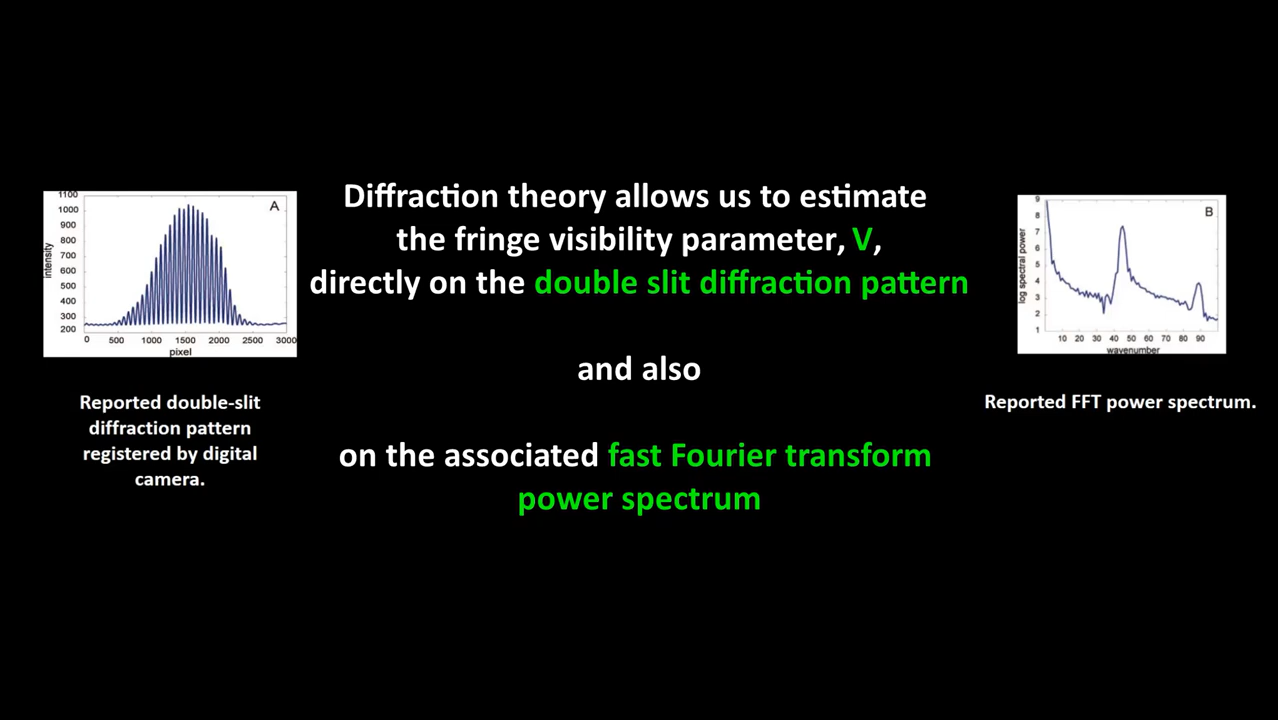 Diffraction theory allows us to estimate
the fringe visibility parameter, V,
directly on the double slit diffraction pattern
and also
on the associated fast Fourier transform
power spectrum
A
1100
1000
900
800
700
600
500
400
300
200
intensity
0 500 1000 1500 2000 2500 3000
pixel
Reported double-slit
diffraction pattern
registered by digital
camera.
B
9
8
7
6
5
4
3
2
1
log spectral power
10 20 30 40 50 60 70 80 90
wavenumber
Reported FFT power spectrum.